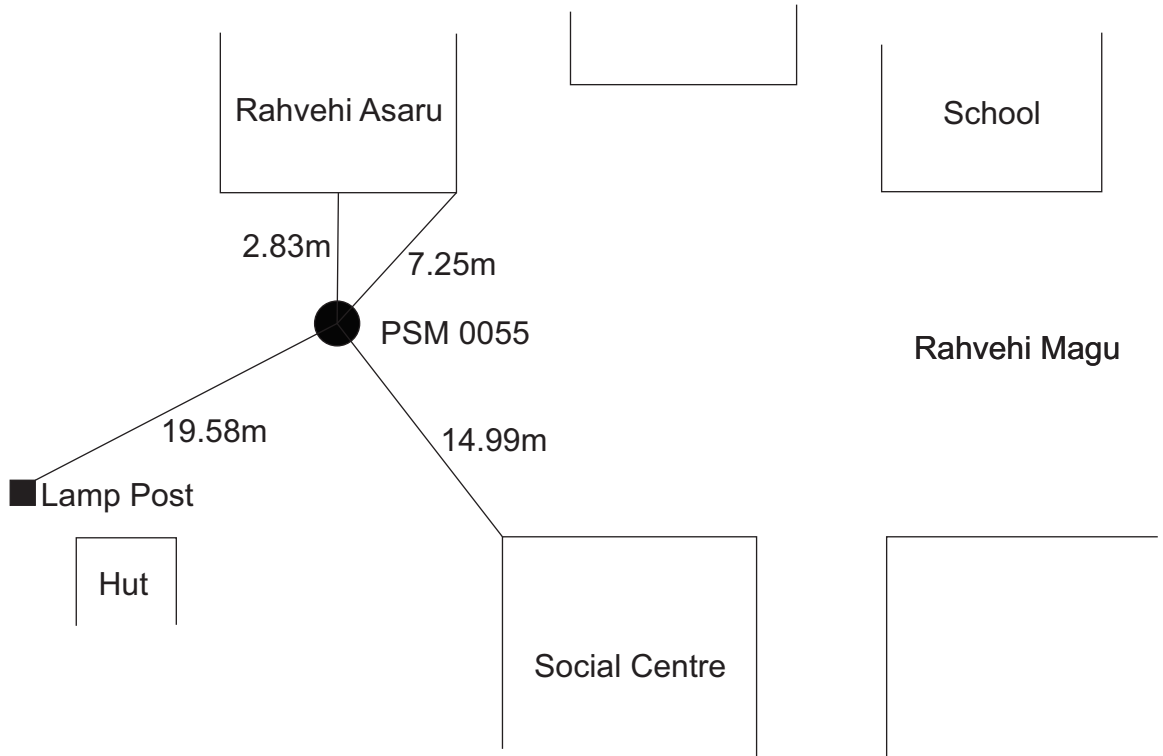 Rahvehi Asaru
School
2.83m
7.25m
PSM 0055
Rahvehi Magu
19.58m
14.99m
Lamp Post
Hut
Social Centre